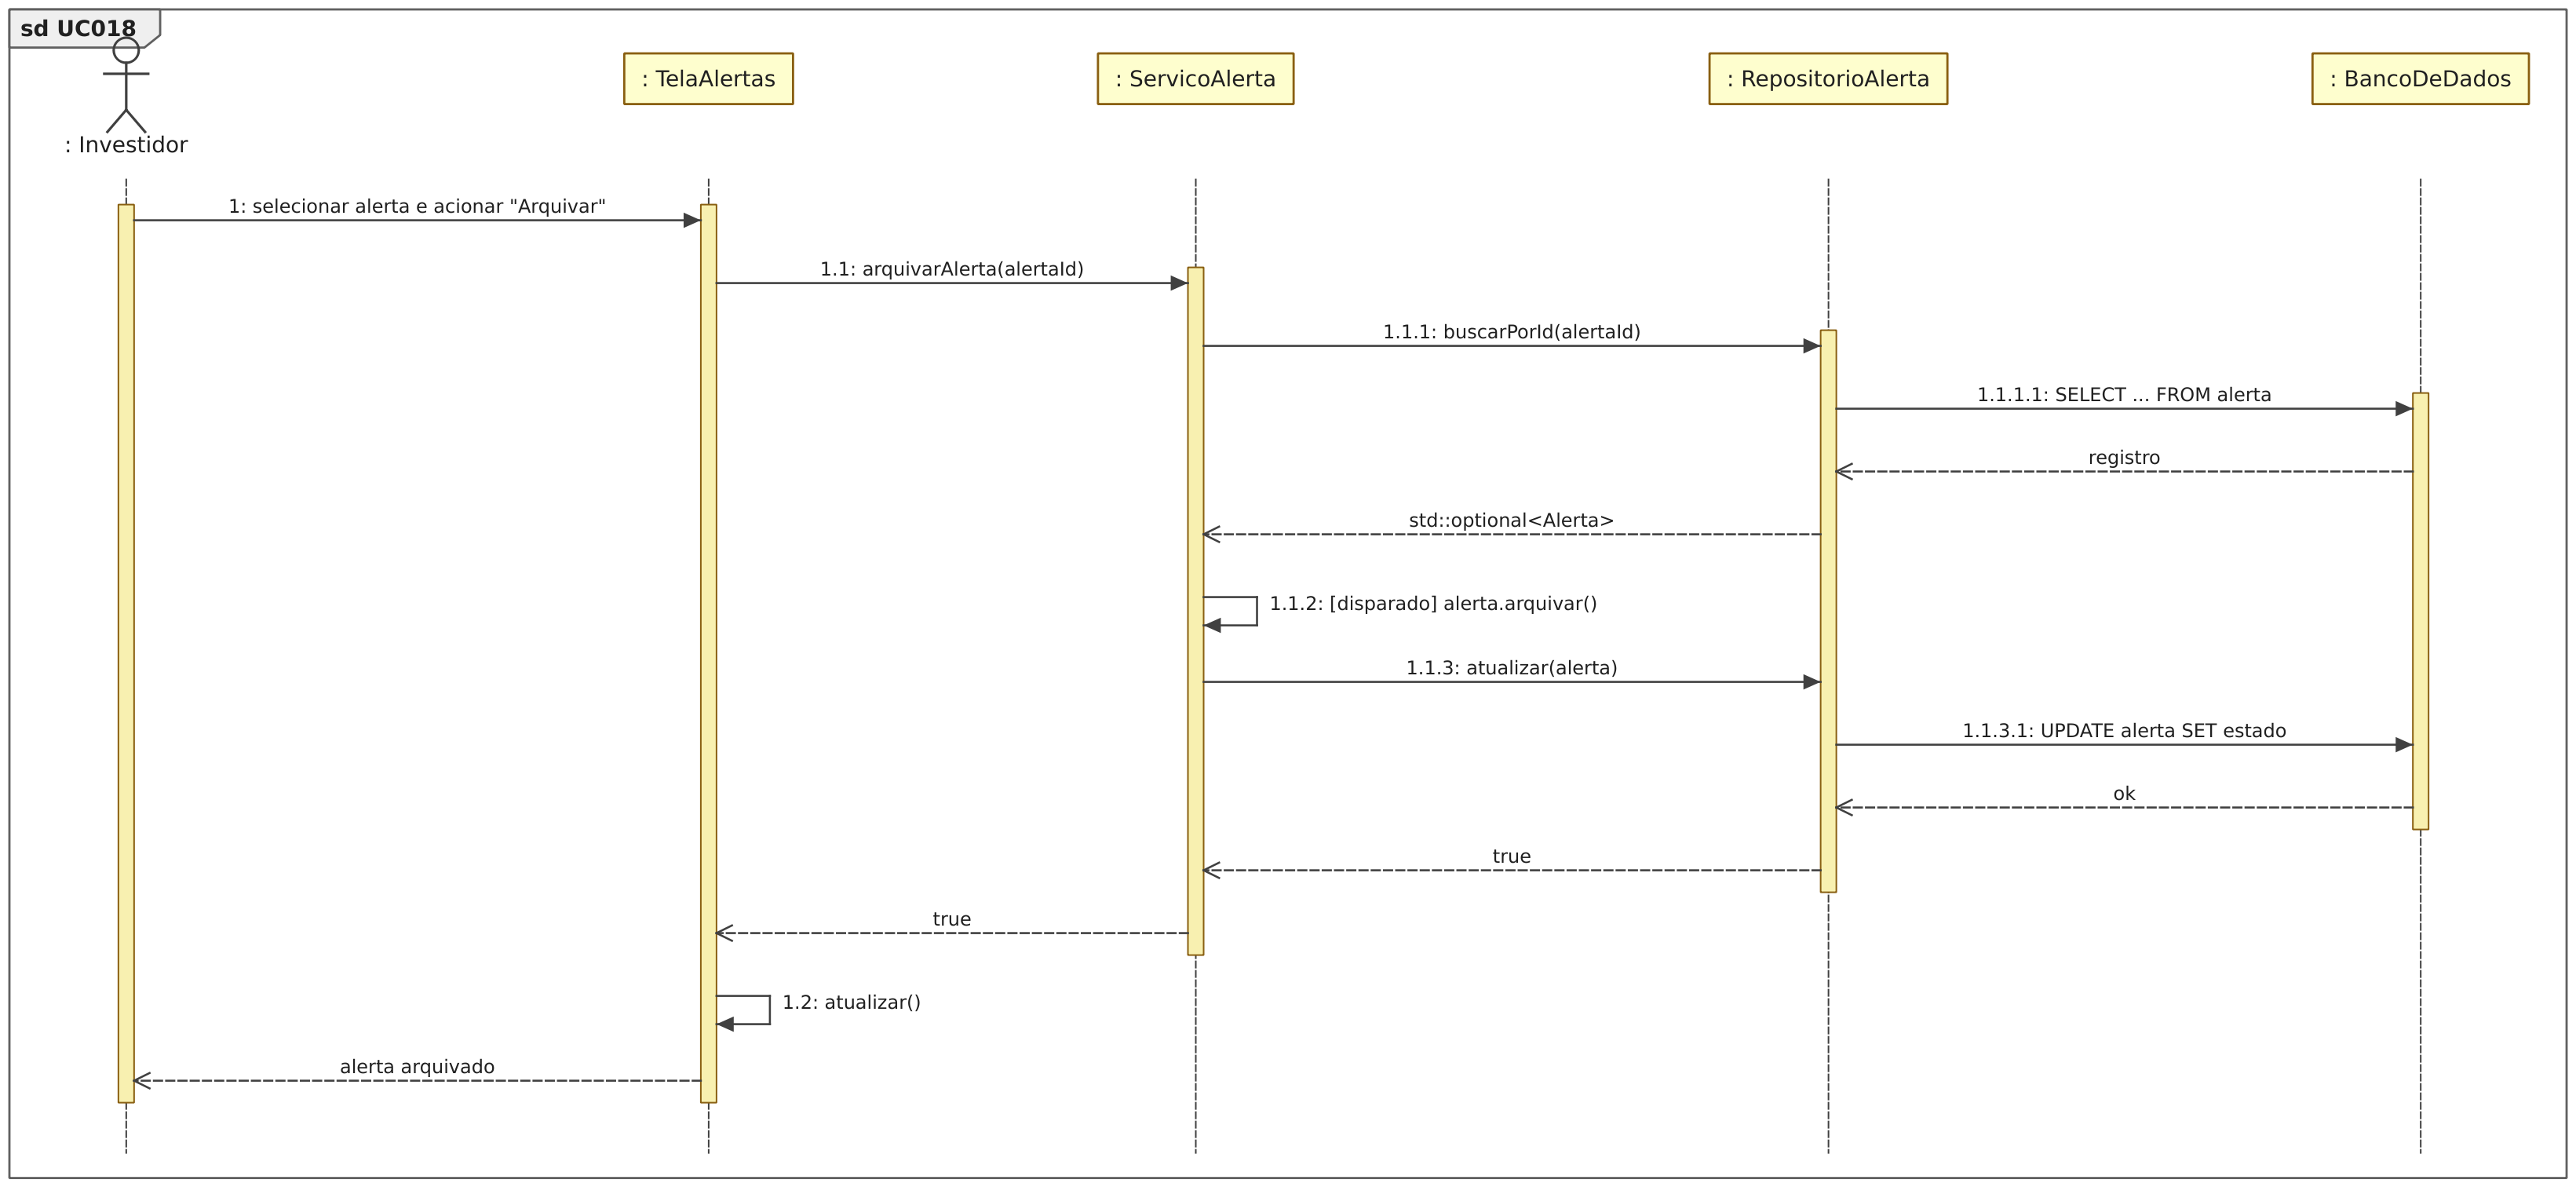 sd UC018
: Investidor
: TelaAlertas
: ServicoAlerta
: RepositorioAlerta
: BancoDeDados
1: selecionar alerta e acionar "Arquivar"
1.1: arquivarAlerta(alertaId)
1.1.1: buscarPorId(alertaId)
1.1.1.1: SELECT ... FROM alerta
registro
std::optional<Alerta>
1.1.2: [disparado] alerta.arquivar()
1.1.3: atualizar(alerta)
1.1.3.1: UPDATE alerta SET estado
ok
true
true
1.2: atualizar()
alerta arquivado